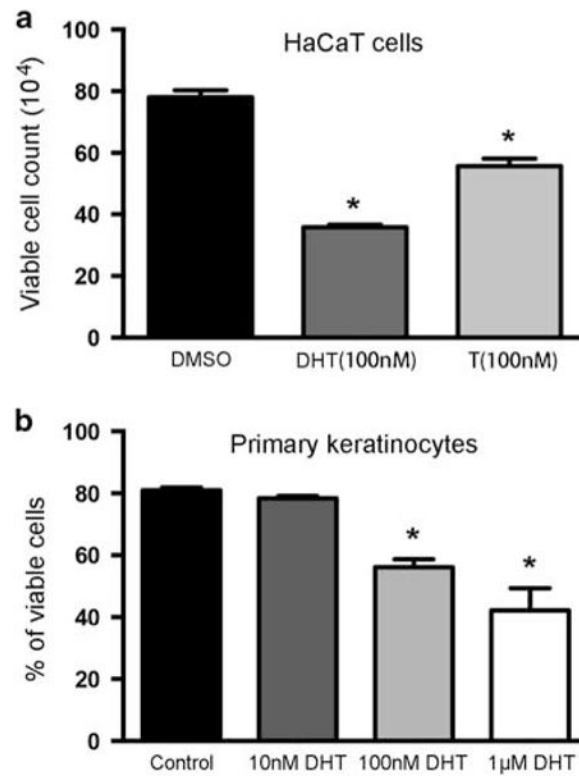 a
HaCaT cells
Viable cell count (10⁴)
100
80
60
40
20
0
*
*
DMSO
DHT(100nM)
T(100nM)
b
Primary keratinocytes
% of viable cells
100
80
60
40
20
0
*
*
Control
10nM DHT
100nM DHT
1µM DHT